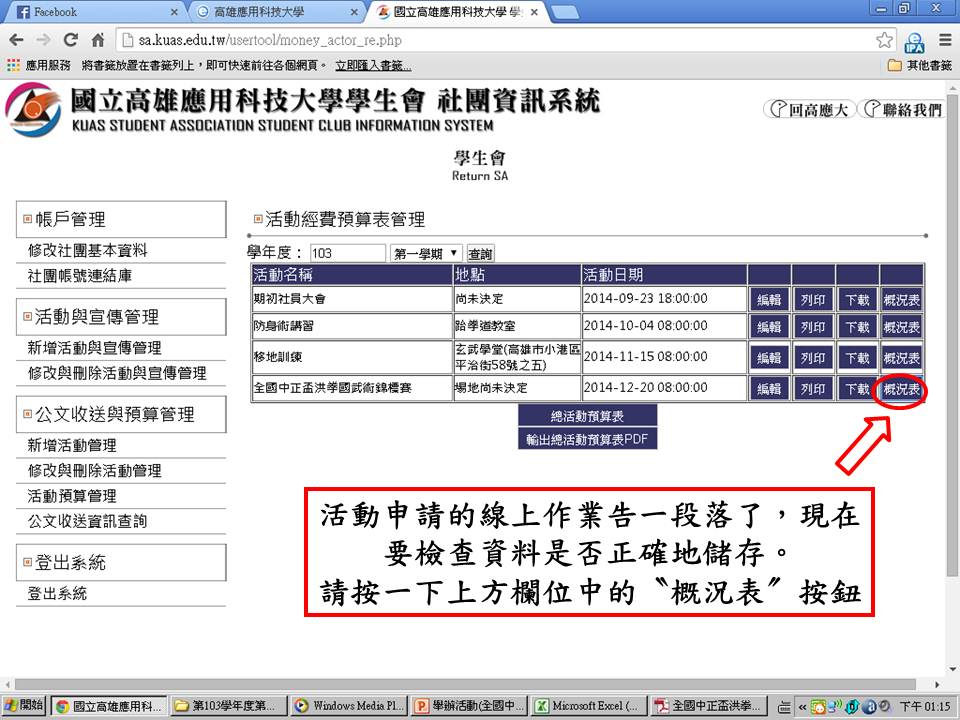 Facebook
高雄應用科技大學
國立高雄應用科技大學 學
sa.kuas.edu.tw/usertool/money_actor_re.php
應用服務 將書籤放置在書籤列上，即可快速前往各個網頁。 立即匯入書籤...
其他書籤
國立高雄應用科技大學學生會 社團資訊系統
KUAS STUDENT ASSOCIATION STUDENT CLUB INFORMATION SYSTEM
回高應大 聯絡我們
學生會
Return SA
帳戶管理
修改社團基本資料
社團帳號連結庫
活動與宣傳管理
新增活動與宣傳管理
修改與刪除活動與宣傳管理
公文收送與預算管理
新增活動管理
修改與刪除活動管理
活動預算管理
公文收送資訊查詢
登出系統
登出系統
活動經費預算表管理
學年度： 103 第一學期 查詢
活動名稱 地點 活動日期
期初社員大會 尚未決定 2014-09-23 18:00:00 編輯 列印 下載 概況表
防身術講習 跆拳道教室 2014-10-04 08:00:00 編輯 列印 下載 概況表
移地訓練 玄武學堂(高雄市小港區平治街58號之五) 2014-11-15 08:00:00 編輯 列印 下載 概況表
全國中正盃洪拳國武術錦標賽 場地尚未決定 2014-12-20 08:00:00 編輯 列印 下載 概況表
總活動預算表
輸出總活動預算表PDF
活動申請的線上作業告一段落了，現在
要檢查資料是否正確地儲存。
請按一下上方欄位中的〝概況表〞按鈕
開始 國立高雄應用科... 第103學年度第... Windows Media Pl... 舉辦活動(全國中... Microsoft Excel (... 全國中正盃洪拳... 下午 01:15